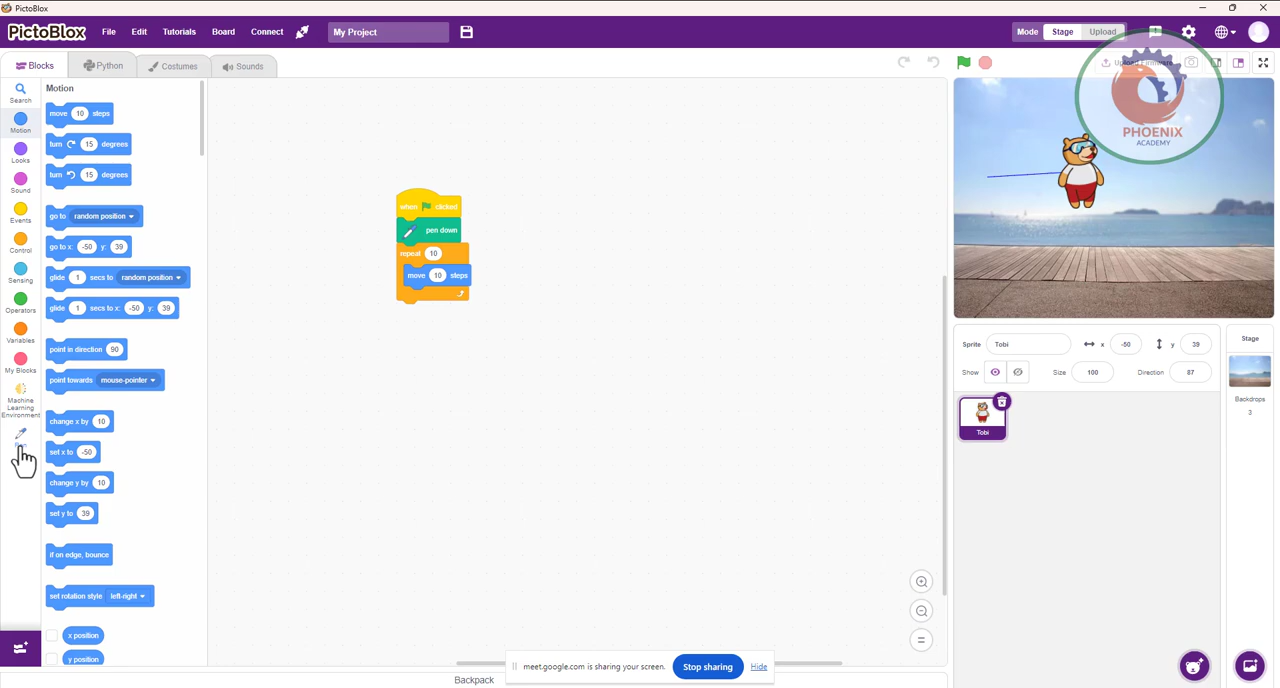 PictoBlox
PictoBlox
File
Edit
Tutorials
Board
Connect
My Project
Mode
Stage
Upload
Blocks
Python
Costumes
Sounds
Upload Firmware
Search
Motion
Looks
Sound
Events
Control
Sensing
Operators
Variables
My Blocks
Machine
Learning
Environment
Motion
move 10 steps
turn 15 degrees
turn 15 degrees
go to random position
go to x: -50 y: 39
glide 1 secs to random position
glide 1 secs to x: -50 y: 39
point in direction 90
point towards mouse-pointer
change x by 10
set x to -50
change y by 10
set y to 39
if on edge, bounce
set rotation style left-right
x position
y position
when clicked
pen down
repeat 10
move 10 steps
PHOENIX
ACADEMY
Sprite
Tobi
x
-50
y
39
Show
Size
100
Direction
87
Tobi
Stage
Backdrops
3
meet.google.com is sharing your screen.
Stop sharing
Hide
Backpack